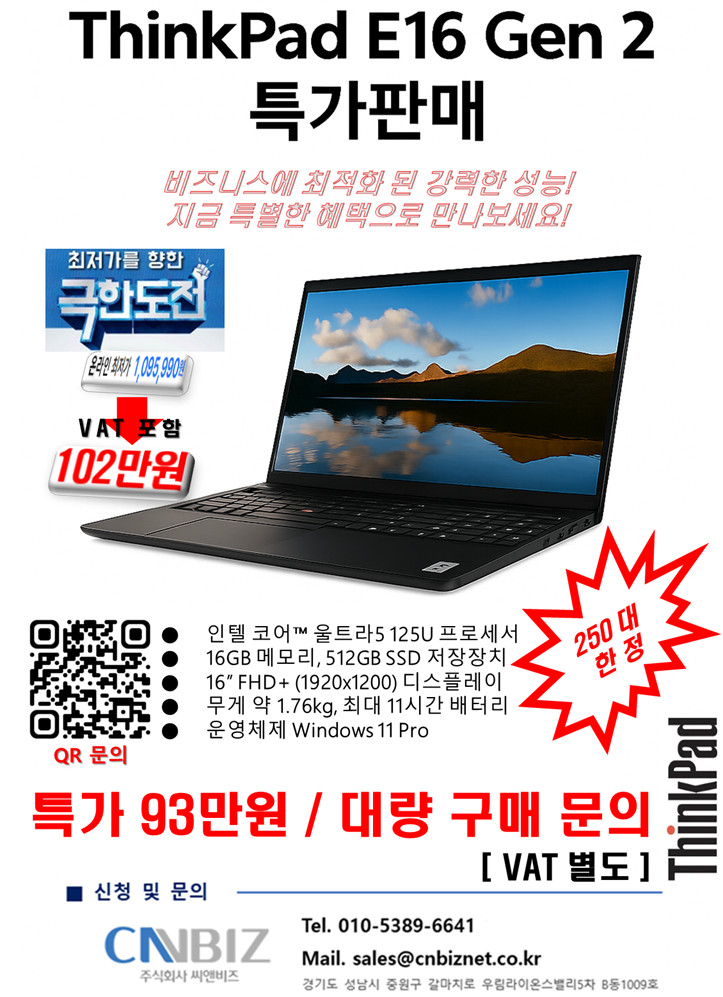 ThinkPad E16 Gen 2
특가판매
비즈니스에 최적화 된 강력한 성능!
지금 특별한 혜택으로 만나보세요!
최저가를 향한
극한도전
온라인 최저가 1,095,990원
VAT 포함
102만원
250 대
한 정
● 인텔 코어™ 울트라5 125U 프로세서
● 16GB 메모리, 512GB SSD 저장장치
● 16” FHD+ (1920x1200) 디스플레이
● 무게 약 1.76kg, 최대 11시간 배터리
● 운영체제 Windows 11 Pro
QR 문의
ThinkPad
특가 93만원 / 대량 구매 문의
[ VAT 별도 ]
■ 신청 및 문의
CNBIZ
주식회사 씨앤비즈
Tel. 010-5389-6641
Mail. sales@cnbiznet.co.kr
경기도 성남시 중원구 갈마치로 우림라이온스밸리5차 B동1009호